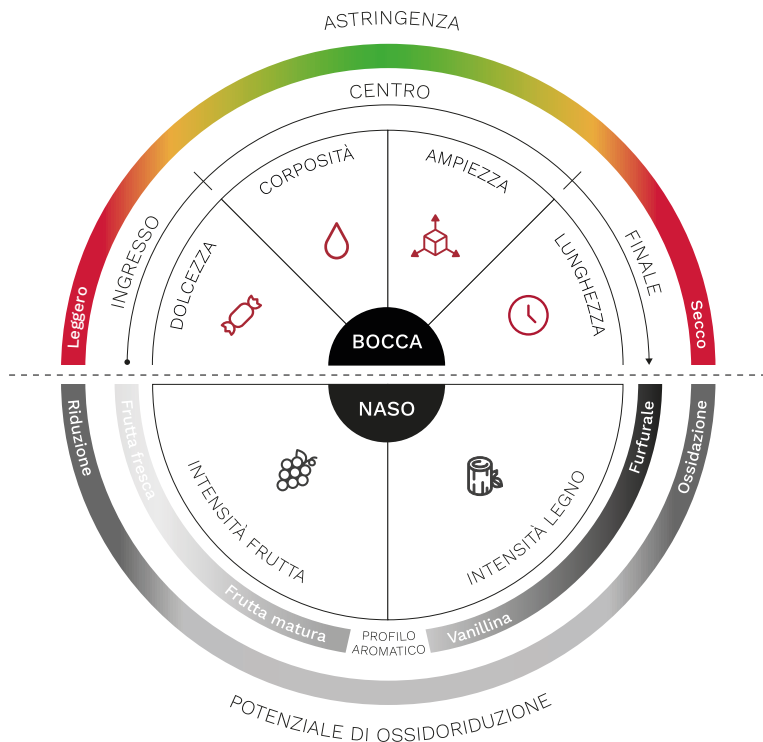 ASTRINGENZA
CENTRO
INGRESSO
FINALE
CORPOSITÀ
AMPIEZZA
DOLCEZZA
LUNGHEZZA
Leggero
Secco
BOCCA
NASO
Riduzione
Frutta fresca
Furfurale
Ossidazione
INTENSITÀ FRUTTA
INTENSITÀ LEGNO
Frutta matura
PROFILO
AROMATICO
Vanillina
POTENZIALE DI OSSIDORIDUZIONE